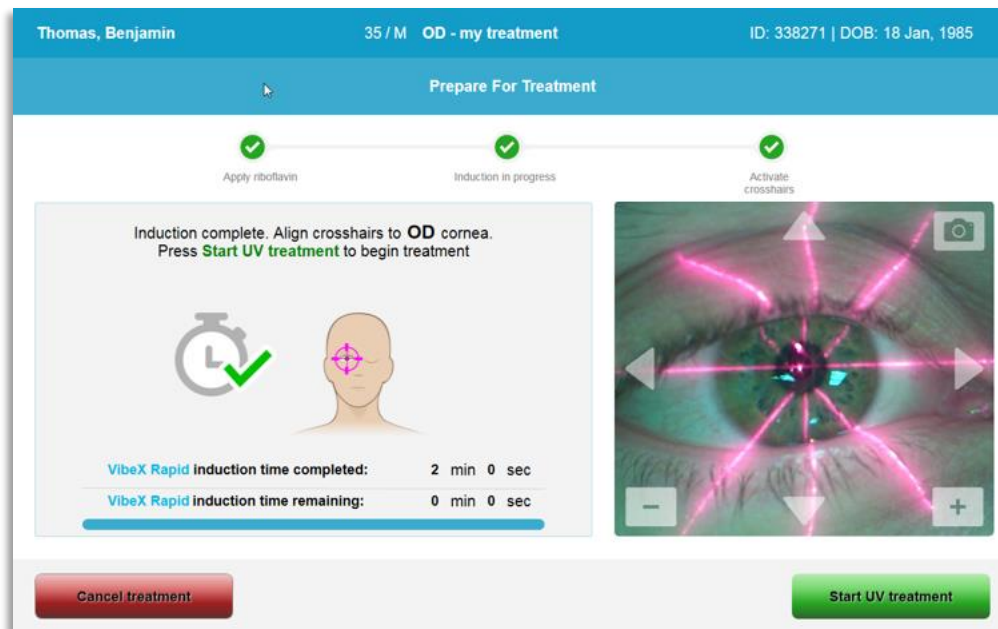 Thomas, Benjamin 35 / M OD - my treatment ID: 338271 | DOB: 18 Jan, 1985
Prepare For Treatment
Apply riboflavin Induction in progress Activate
crosshairs
Induction complete. Align crosshairs to OD cornea.
Press Start UV treatment to begin treatment
VibeX Rapid induction time completed: 2 min 0 sec
VibeX Rapid induction time remaining: 0 min 0 sec
− +
Cancel treatment Start UV treatment